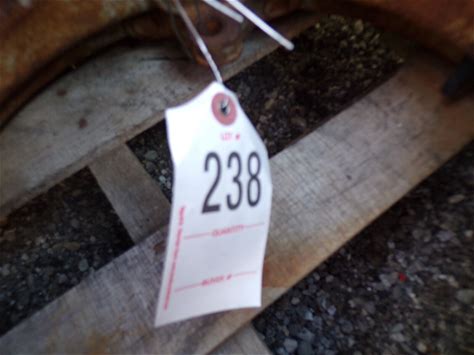 LOT #
238
QUANTITY
BUYER #